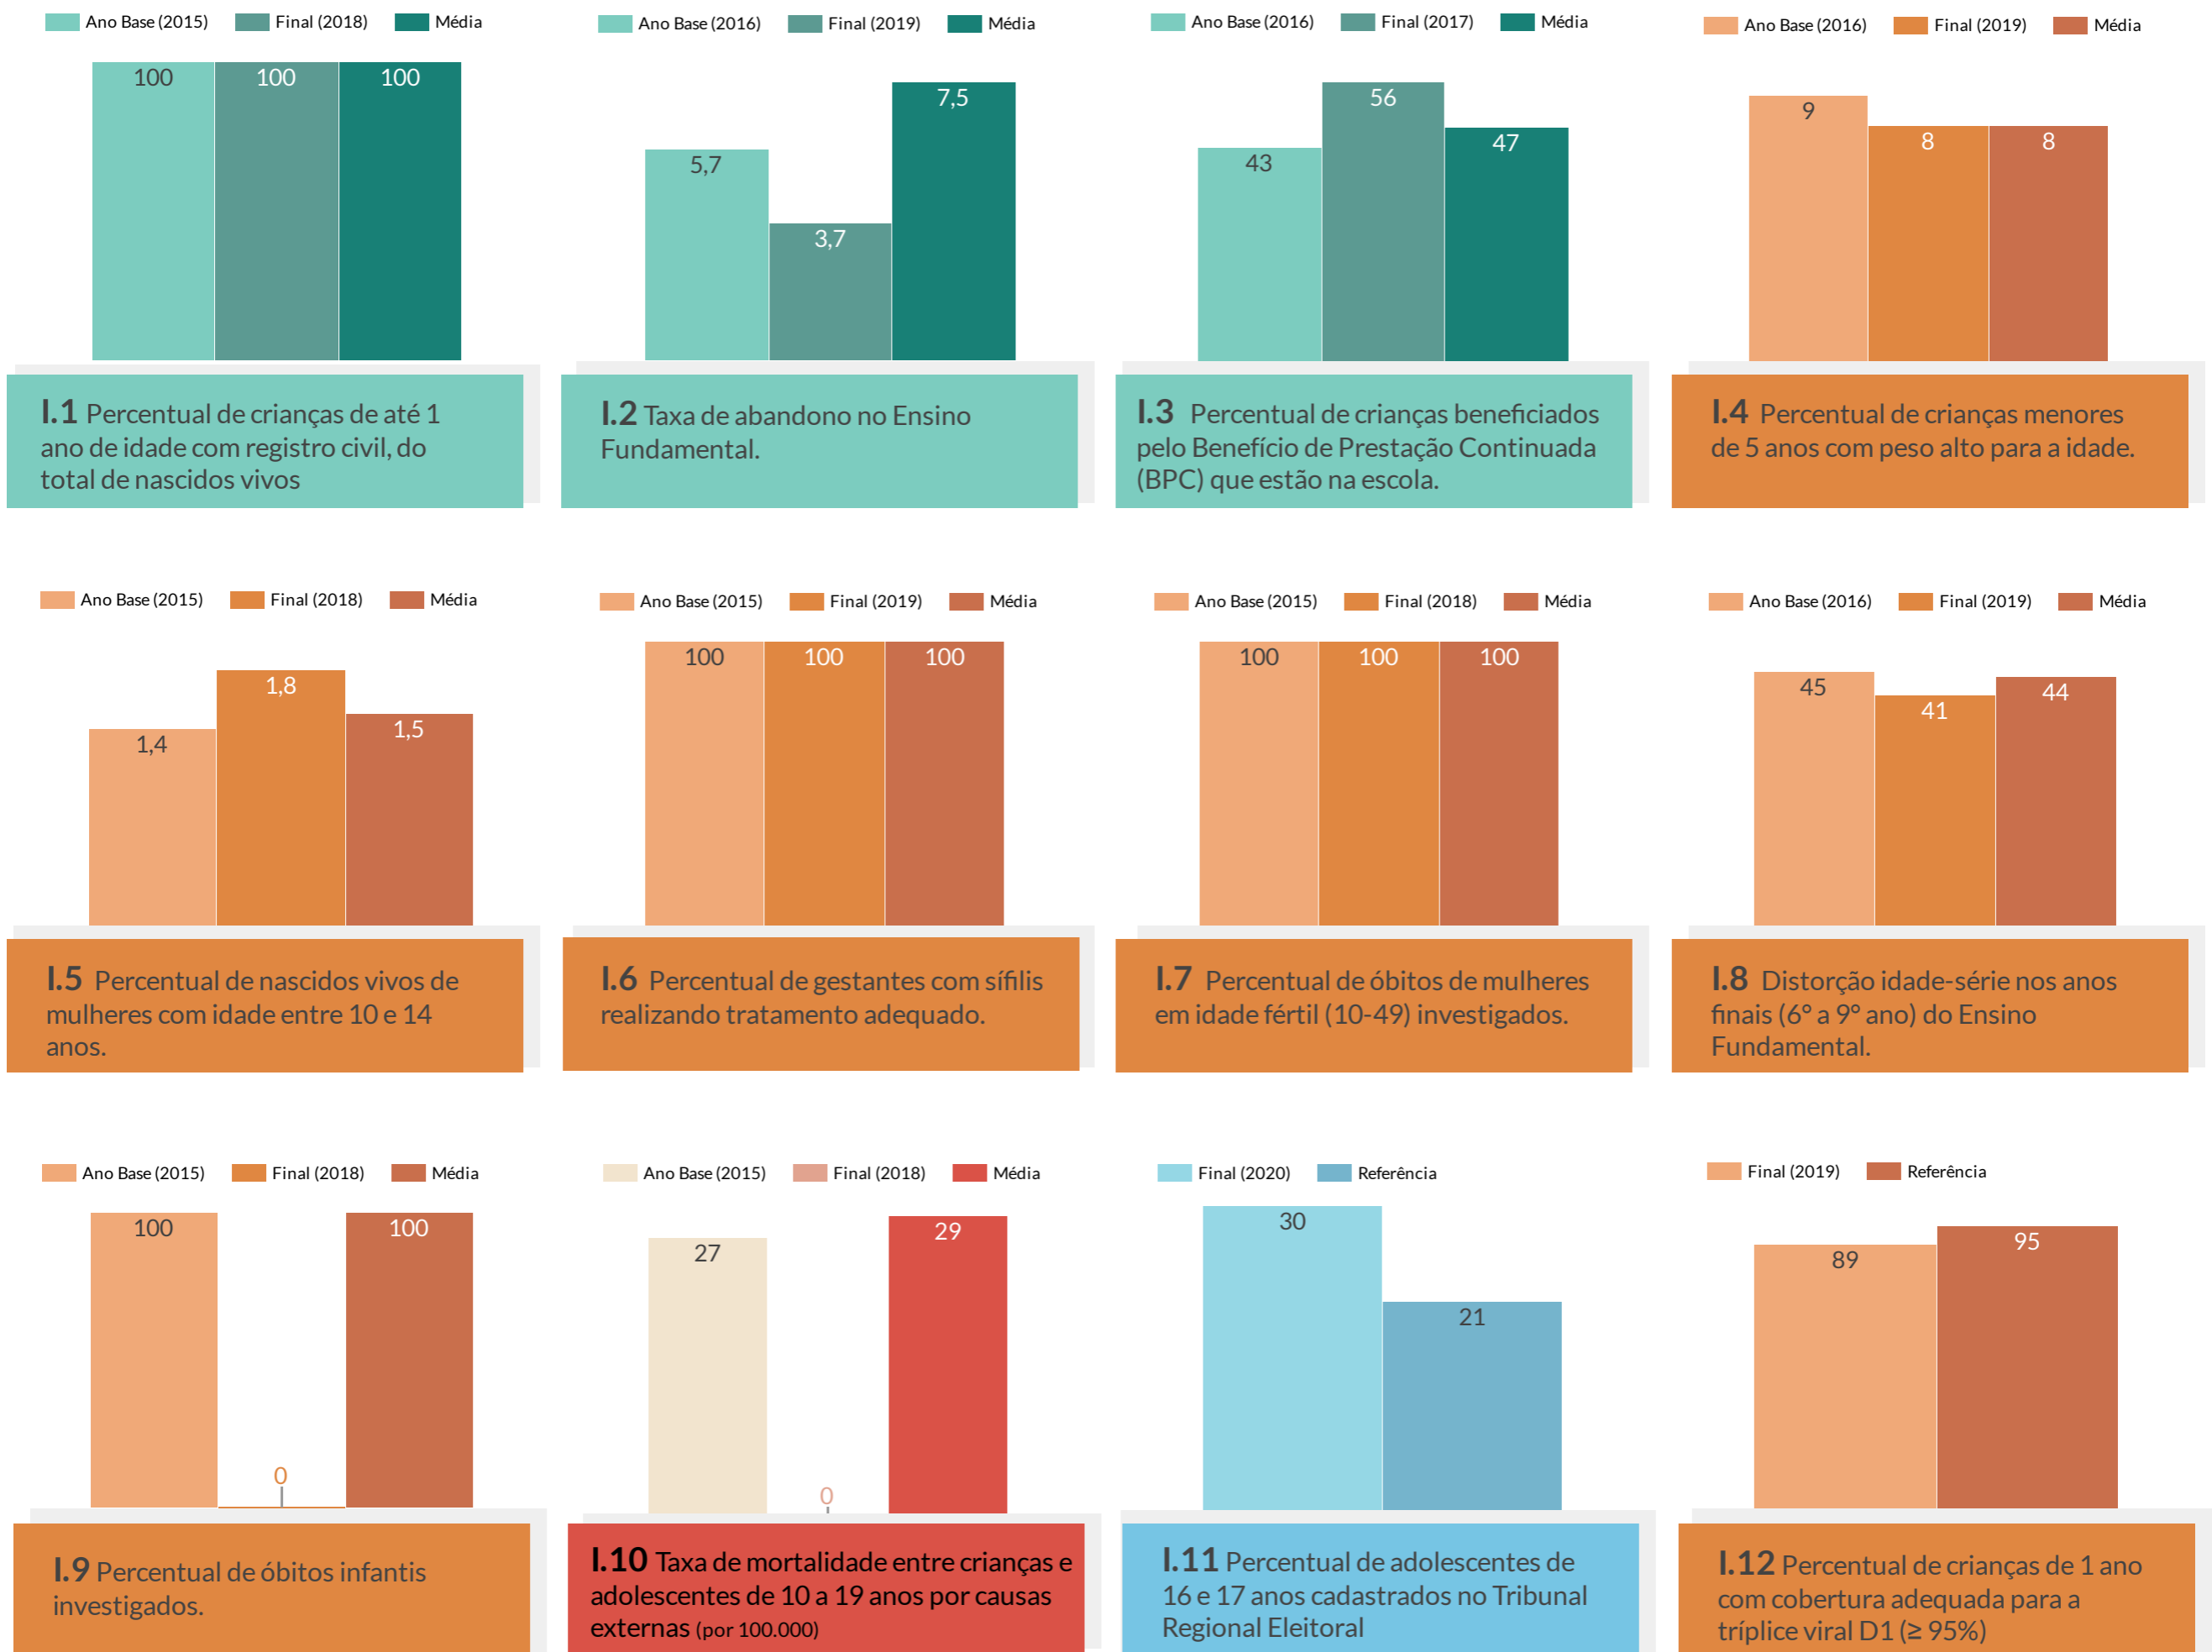 Ano Base (2015) Final (2018) Média
100 100 100
I.1 Percentual de crianças de até 1
ano de idade com registro civil, do
total de nascidos vivos
Ano Base (2016) Final (2019) Média
5,7 3,7 7,5
I.2 Taxa de abandono no Ensino
Fundamental.
Ano Base (2016) Final (2017) Média
43 56 47
I.3 Percentual de crianças beneficiados
pelo Benefício de Prestação Continuada
(BPC) que estão na escola.
Ano Base (2016) Final (2019) Média
9 8 8
I.4 Percentual de crianças menores
de 5 anos com peso alto para a idade.
Ano Base (2015) Final (2018) Média
1,4 1,8 1,5
I.5 Percentual de nascidos vivos de
mulheres com idade entre 10 e 14
anos.
Ano Base (2015) Final (2019) Média
100 100 100
I.6 Percentual de gestantes com sífilis
realizando tratamento adequado.
Ano Base (2015) Final (2018) Média
100 100 100
I.7 Percentual de óbitos de mulheres
em idade fértil (10-49) investigados.
Ano Base (2016) Final (2019) Média
45 41 44
I.8 Distorção idade-série nos anos
finais (6° a 9° ano) do Ensino
Fundamental.
Ano Base (2015) Final (2018) Média
100 0 100
I.9 Percentual de óbitos infantis
investigados.
Ano Base (2015) Final (2018) Média
27 0 29
I.10 Taxa de mortalidade entre crianças e
adolescentes de 10 a 19 anos por causas
externas (por 100.000)
Final (2020) Referência
30 21
I.11 Percentual de adolescentes de
16 e 17 anos cadastrados no Tribunal
Regional Eleitoral
Final (2019) Referência
89 95
I.12 Percentual de crianças de 1 ano
com cobertura adequada para a
tríplice viral D1 (≥ 95%)